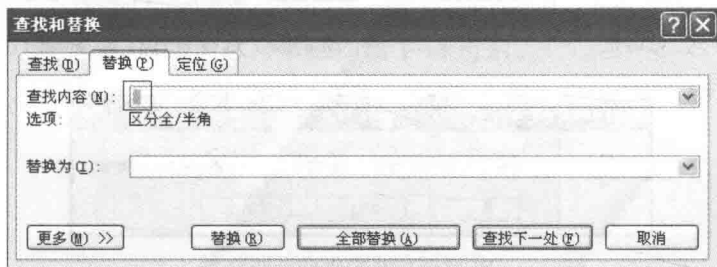 查找和替换
查找(D) 替换(P) 定位(G)
查找内容(N):
选项: 区分全/半角
替换为(I):
更多(M) >> 替换(R) 全部替换(A) 查找下一处(F) 取消